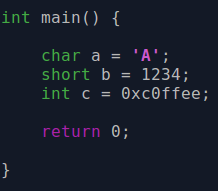 int main() {
    char a = 'A';
    short b = 1234;
    int c = 0xc0ffee;
    return 0;
}